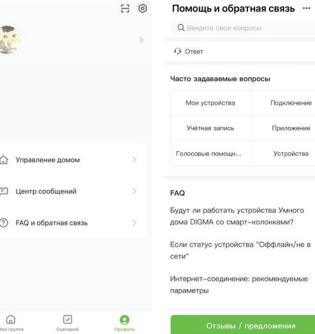 Управление домом
Центр сообщений
FAQ и обратная связь
Моя группа
Сценарий
Профиль
Помощь и обратная связь
Введите свои вопросы
Ответ
Часто задаваемые вопросы
Мои устройства
Подключение
Учётная запись
Приложение
Голосовые помощн...
Устройства
FAQ
Будут ли работать устройства Умного
дома DIGMA со смарт-колонками?
Если статус устройства "Оффлайн/не в
сети"
Интернет-соединение: рекомендуемые
параметры
Отзывы / предложения